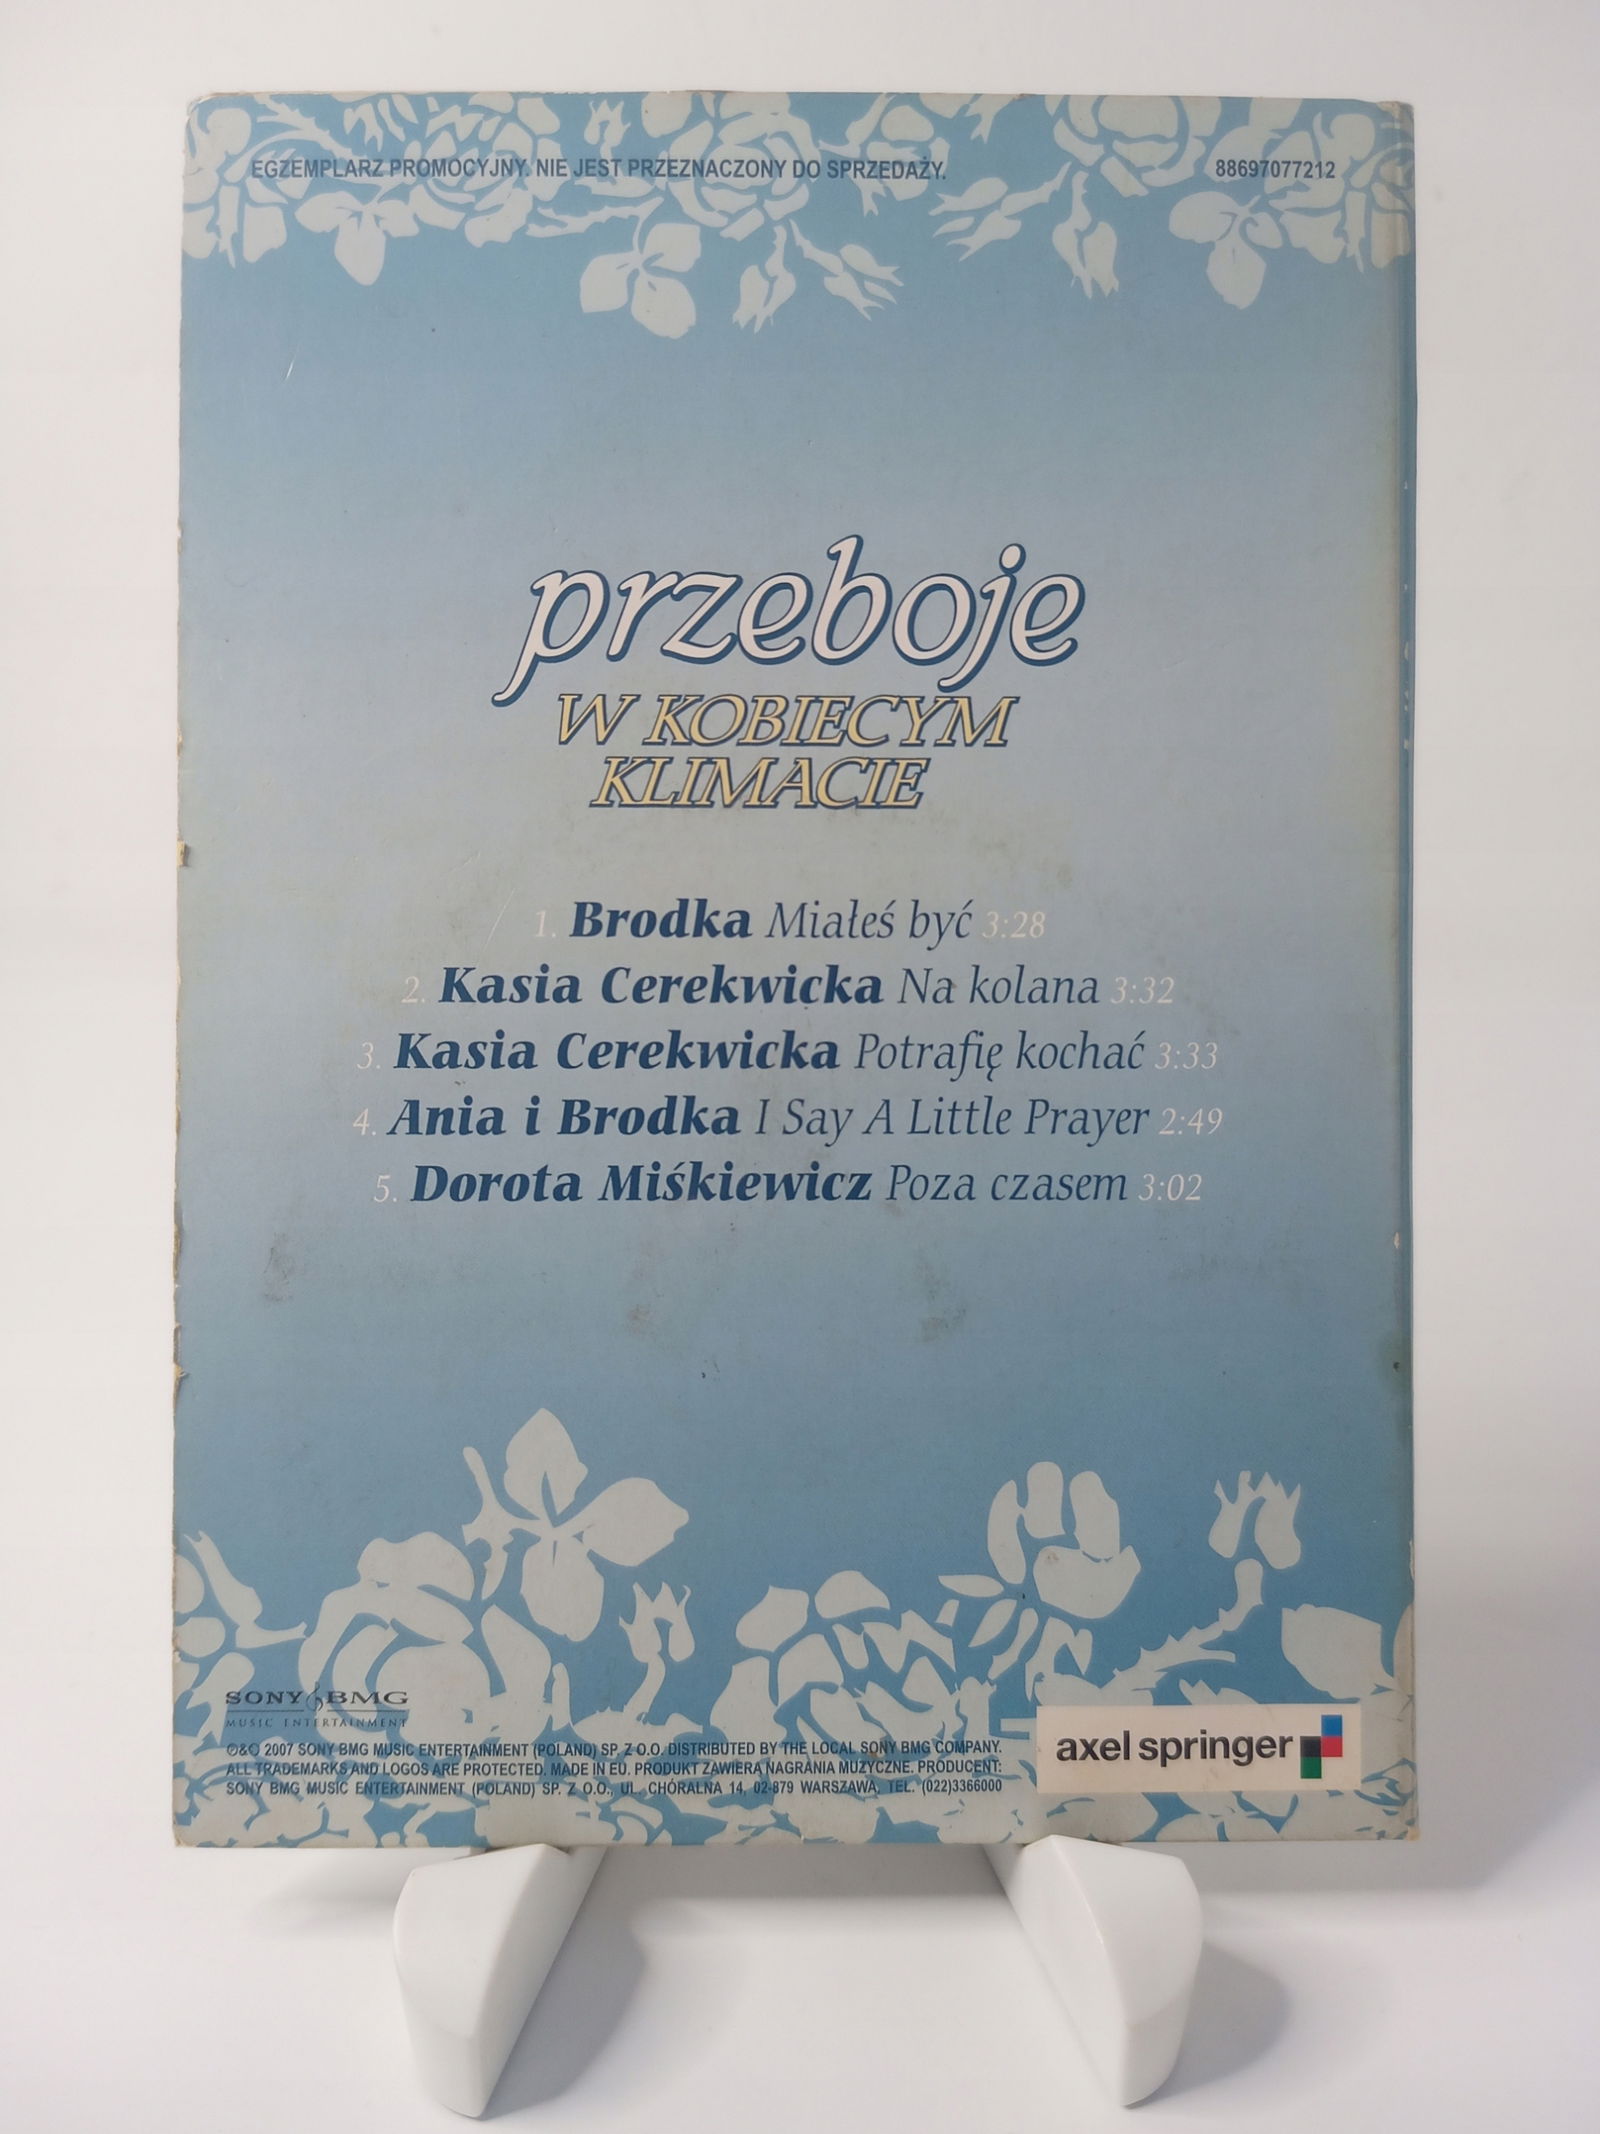 EGZEMPLARZ PROMOCYJNY. NIE JEST PRZEZNACZONY DO SPRZEDAŻY. 88697077212
przeboje
W KOBIECYM
KLIMACIE
1. Brodka Miałeś być 3:28
2. Kasia Cerekwicka Na kolana 3:32
3. Kasia Cerekwicka Potrafię kochać 3:33
4. Ania i Brodka I Say A Little Prayer 2:49
5. Dorota Miśkiewicz Poza czasem 3:02
SONY BMG
MUSIC ENTERTAINMENT
℗&© 2007 SONY BMG MUSIC ENTERTAINMENT (POLAND) SP. Z O.O. DISTRIBUTED BY THE LOCAL SONY BMG COMPANY.
ALL TRADEMARKS AND LOGOS ARE PROTECTED. MADE IN EU. PRODUKT ZAWIERA NAGRANIA MUZYCZNE. PRODUCENT:
SONY BMG MUSIC ENTERTAINMENT (POLAND) SP. Z O.O., UL. CHÓRALNA 14, 02-879 WARSZAWA, TEL. (022)3366000
axel springer